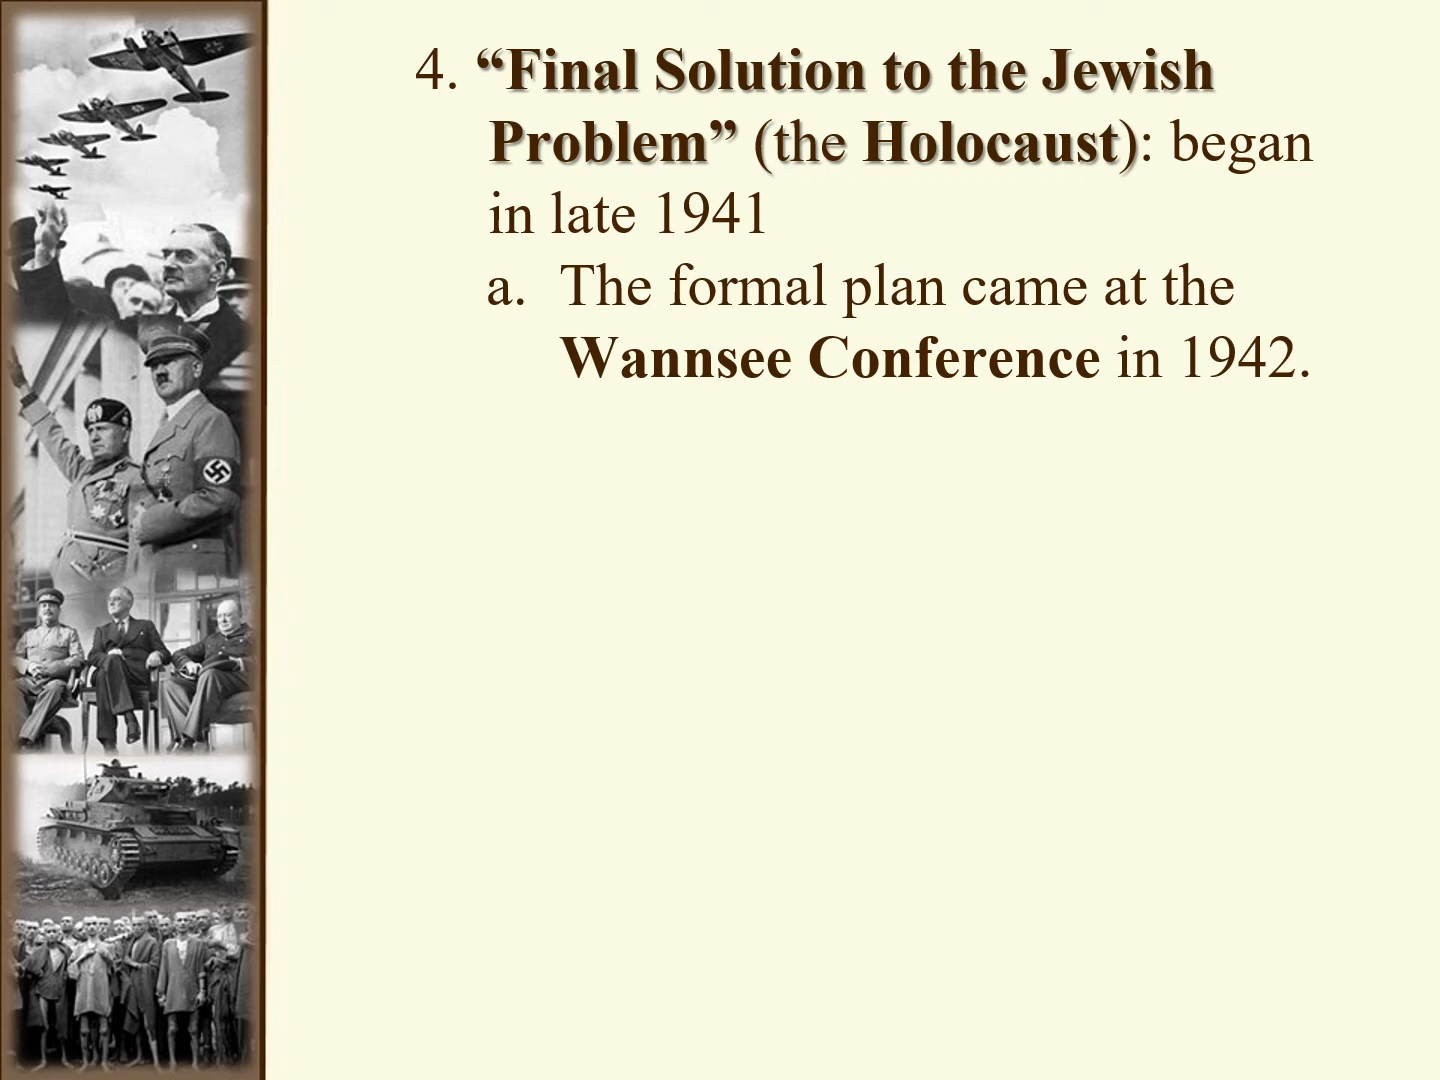 4. “Final Solution to the Jewish
Problem” (the Holocaust): began
in late 1941
a. The formal plan came at the
Wannsee Conference in 1942.